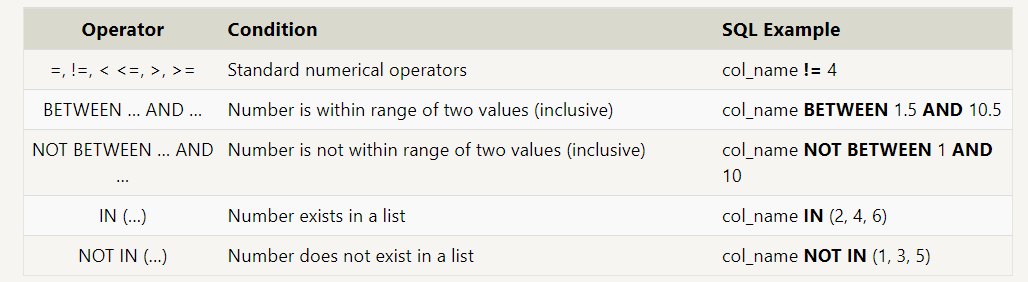 Operator Condition SQL Example
=, !=, < <=, >, >= Standard numerical operators col_name != 4
BETWEEN … AND … Number is within range of two values (inclusive) col_name BETWEEN 1.5 AND 10.5
NOT BETWEEN … AND Number is not within range of two values (inclusive) col_name NOT BETWEEN 1 AND
… 10
IN (…) Number exists in a list col_name IN (2, 4, 6)
NOT IN (…) Number does not exist in a list col_name NOT IN (1, 3, 5)